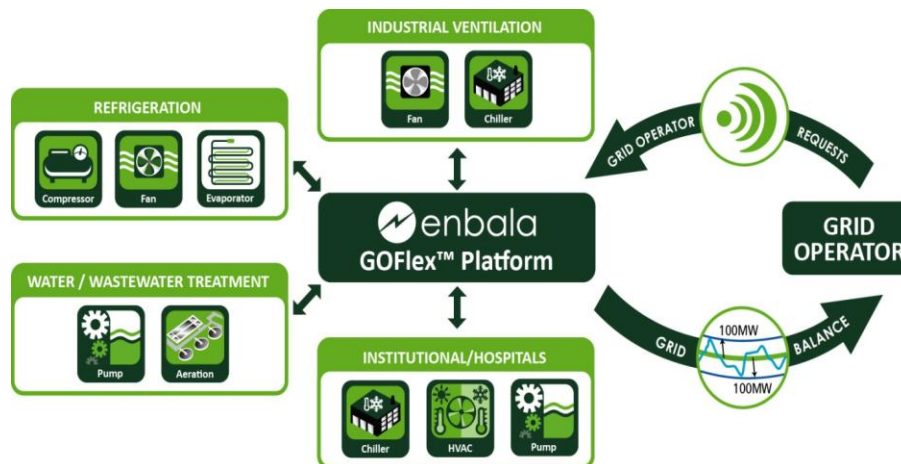 INDUSTRIAL VENTILATION
Fan
Chiller
REFRIGERATION
Compressor
Fan
Evaporator
enbala
GOFlex™ Platform
WATER / WASTEWATER TREATMENT
Pump
Aeration
INSTITUTIONAL/HOSPITALS
Chiller
HVAC
Pump
GRID OPERATOR
REQUESTS
GRID
OPERATOR
GRID
BALANCE
100MW
100MW